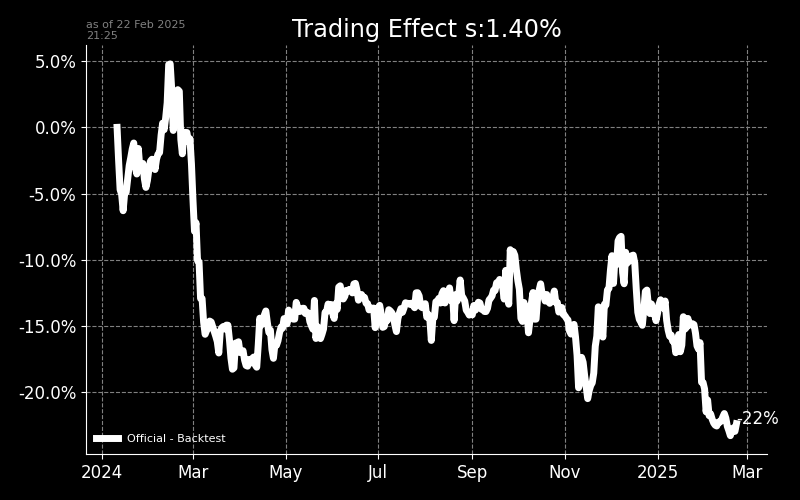 as of 22 Feb 2025
21:25
Trading Effect s:1.40%
5.0%
0.0%
-5.0%
-10.0%
-15.0%
-20.0%
-22%
Official - Backtest
2024 Mar May Jul Sep Nov 2025 Mar